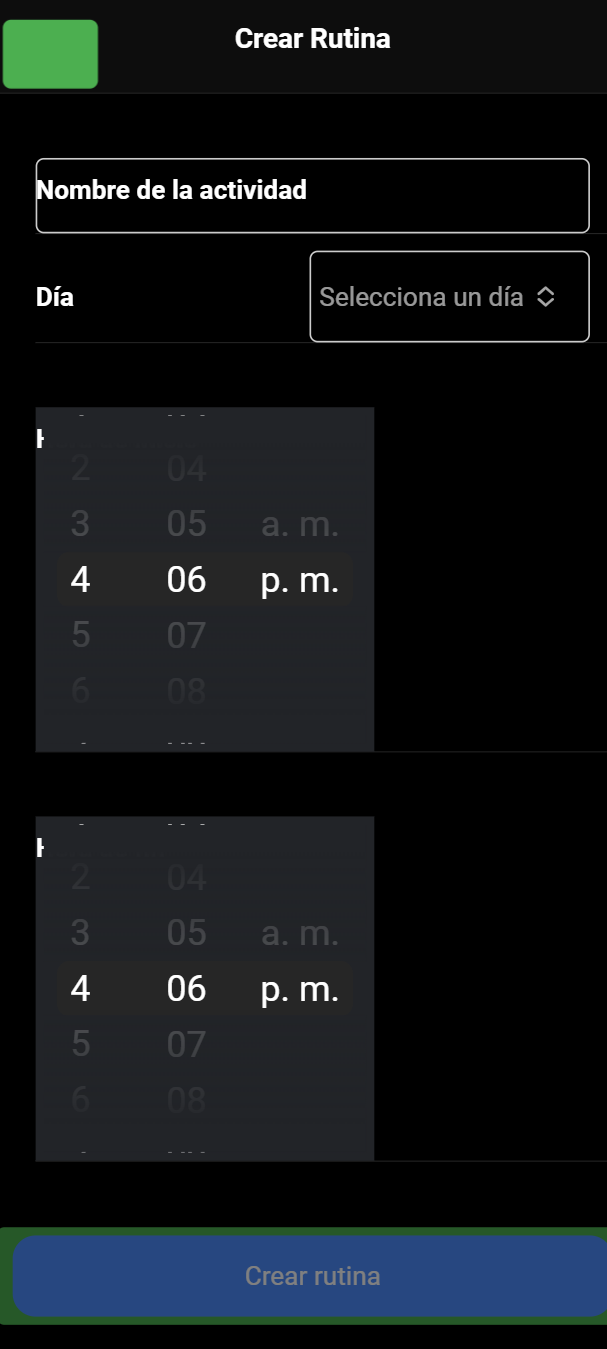 Crear Rutina
Nombre de la actividad
Día
Selecciona un día
2 04
3 05 a. m.
4 06 p. m.
5 07
6 08
2 04
3 05 a. m.
4 06 p. m.
5 07
6 08
Crear rutina